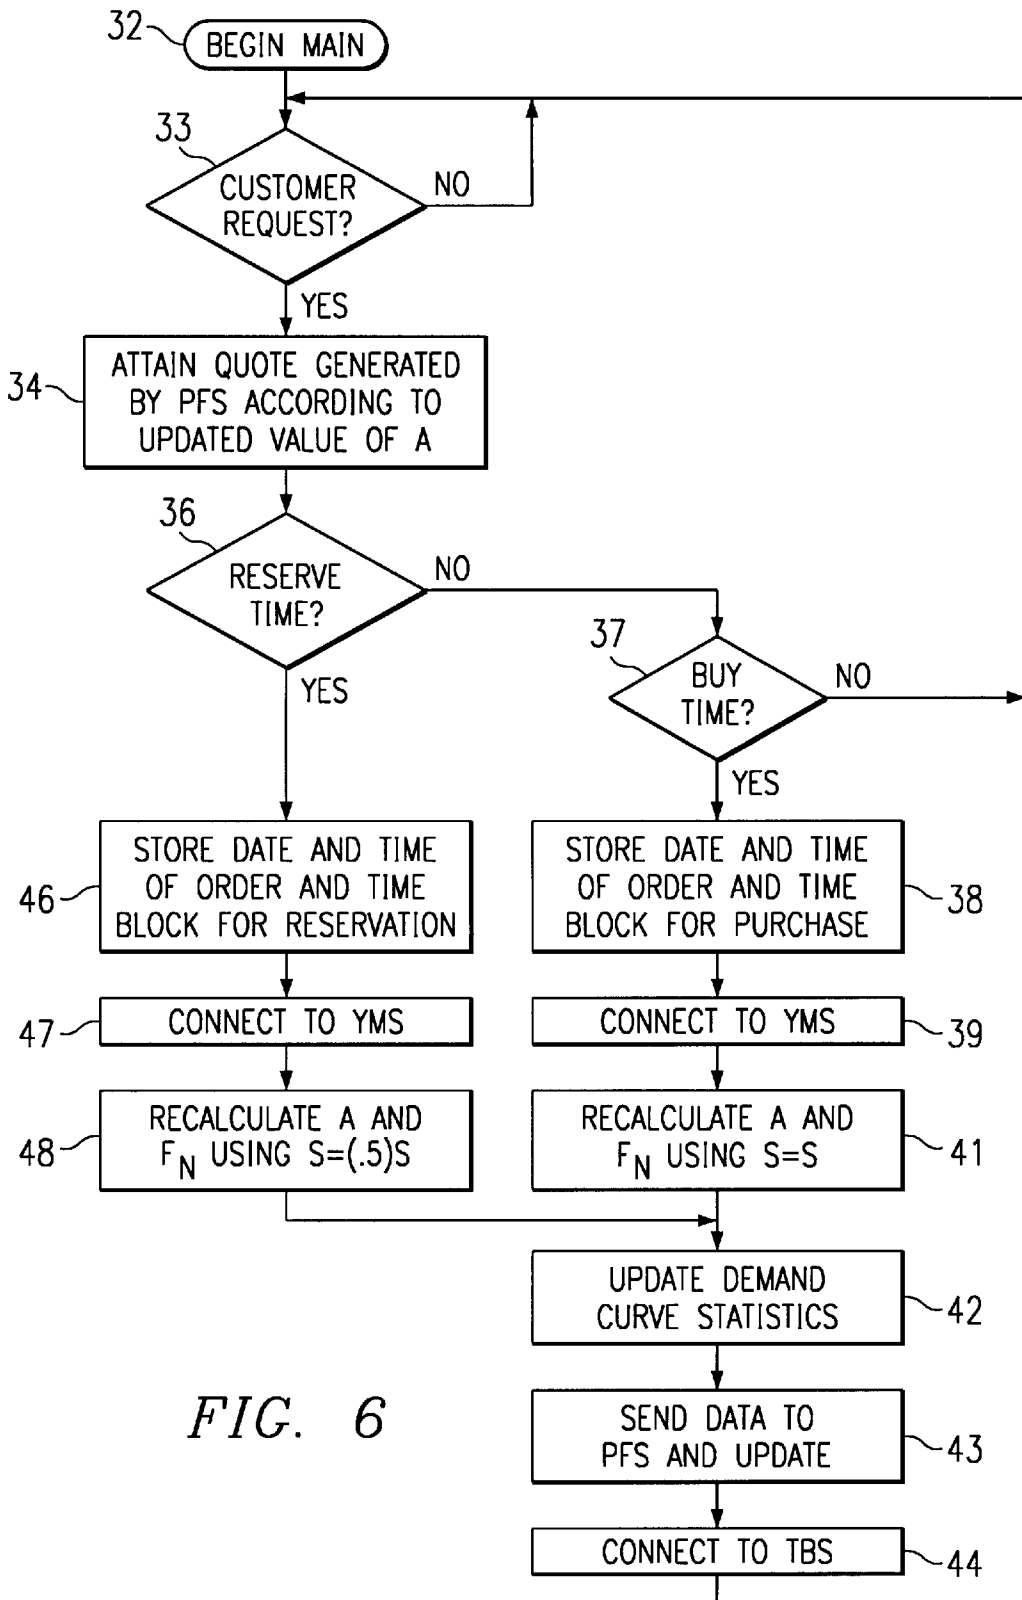 32
BEGIN MAIN
33
CUSTOMER
REQUEST?
NO
YES
34
ATTAIN QUOTE GENERATED
BY PFS ACCORDING TO
UPDATED VALUE OF A
36
RESERVE
TIME?
NO
YES
37
BUY
TIME?
NO
YES
46
STORE DATE AND TIME
OF ORDER AND TIME
BLOCK FOR RESERVATION
STORE DATE AND TIME
OF ORDER AND TIME
BLOCK FOR PURCHASE
38
47
CONNECT TO YMS
CONNECT TO YMS
39
48
RECALCULATE A AND
F_N USING S=(.5)S
RECALCULATE A AND
F_N USING S=S
41
UPDATE DEMAND
CURVE STATISTICS
42
SEND DATA TO
PFS AND UPDATE
43
CONNECT TO TBS
44
FIG. 6